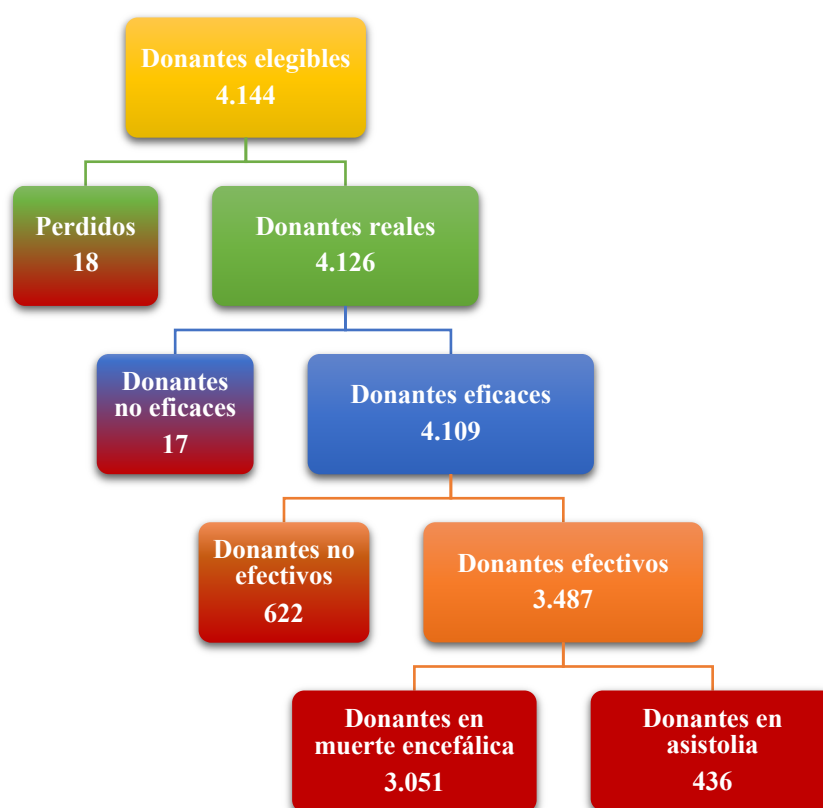 Donantes elegibles
4.144
Perdidos
18
Donantes reales
4.126
Donantes
no eficaces
17
Donantes eficaces
4.109
Donantes no
efectivos
622
Donantes efectivos
3.487
Donantes en
muerte encefálica
3.051
Donantes en
asistolia
436